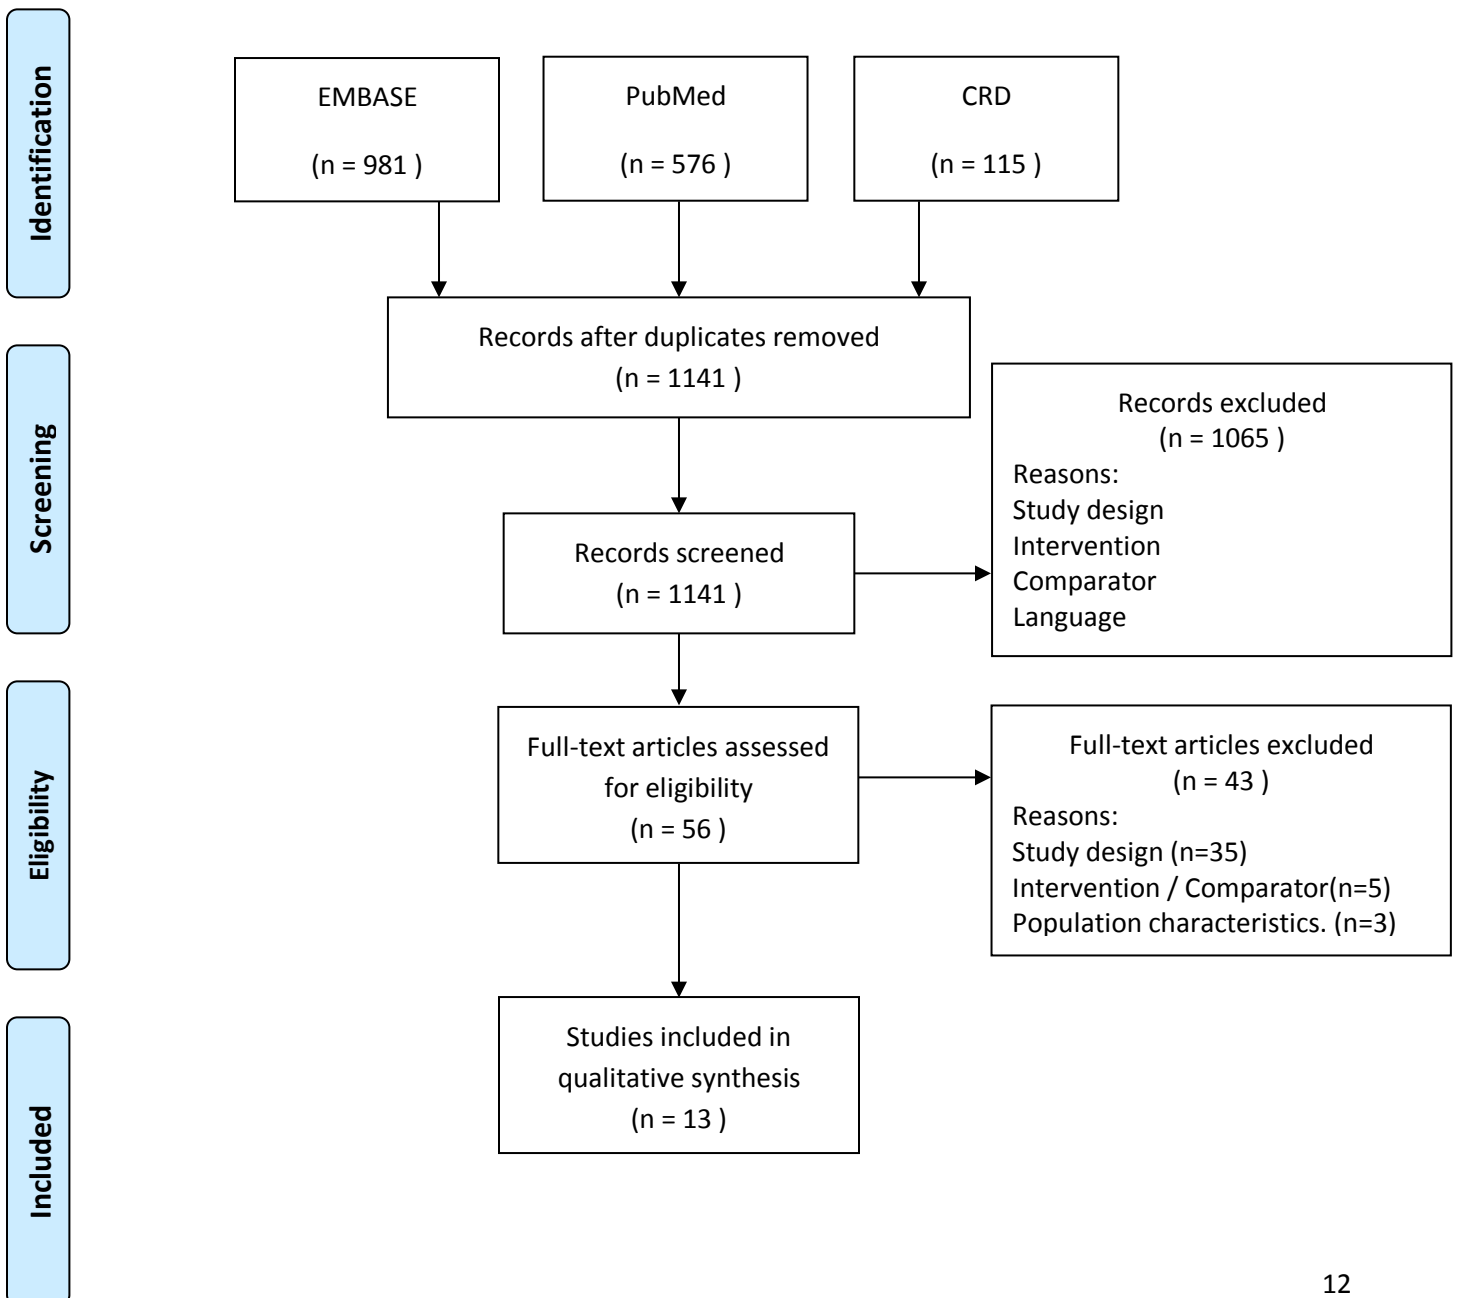 Identification
EMBASE
(n = 981 )
PubMed
(n = 576 )
CRD
(n = 115 )
Records after duplicates removed
(n = 1141 )
Screening
Records screened
(n = 1141 )
Records excluded
(n = 1065 )
Reasons:
Study design
Intervention
Comparator
Language
Eligibility
Full-text articles assessed
for eligibility
(n = 56 )
Full-text articles excluded
(n = 43 )
Reasons:
Study design (n=35)
Intervention / Comparator(n=5)
Population characteristics. (n=3)
Included
Studies included in
qualitative synthesis
(n = 13 )
12